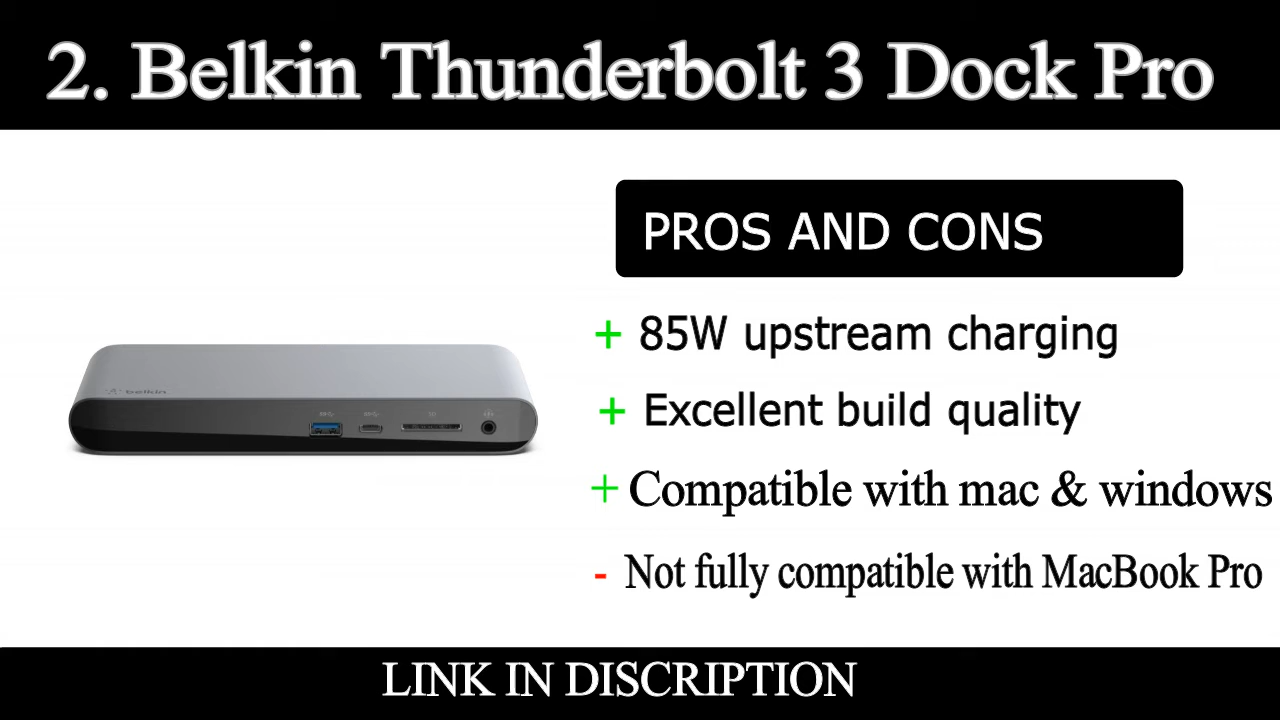 2. Belkin Thunderbolt 3 Dock Pro
PROS AND CONS
+ 85W upstream charging
+ Excellent build quality
+ Compatible with mac & windows
- Not fully compatible with MacBook Pro
belkin
LINK IN DISCRIPTION